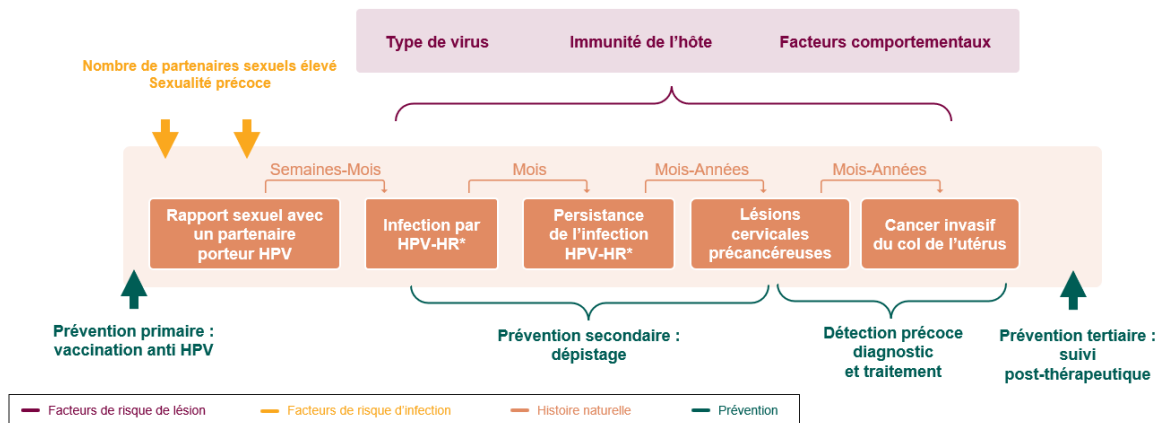 Type de virus
Immunité de l’hôte
Facteurs comportementaux
Nombre de partenaires sexuels élevé
Sexualité précoce
Semaines-Mois
Mois
Mois-Années
Mois-Années
Rapport sexuel avec
un partenaire
porteur HPV
Infection par
HPV-HR*
Persistance
de l’infection
HPV-HR*
Lésions
cervicales
précancéreuses
Cancer invasif
du col de l’utérus
Prévention primaire :
vaccination anti HPV
Prévention secondaire :
dépistage
Détection précoce
diagnostic
et traitement
Prévention tertiaire :
suivi
post-thérapeutique
Facteurs de risque de lésion
Facteurs de risque d’infection
Histoire naturelle
Prévention